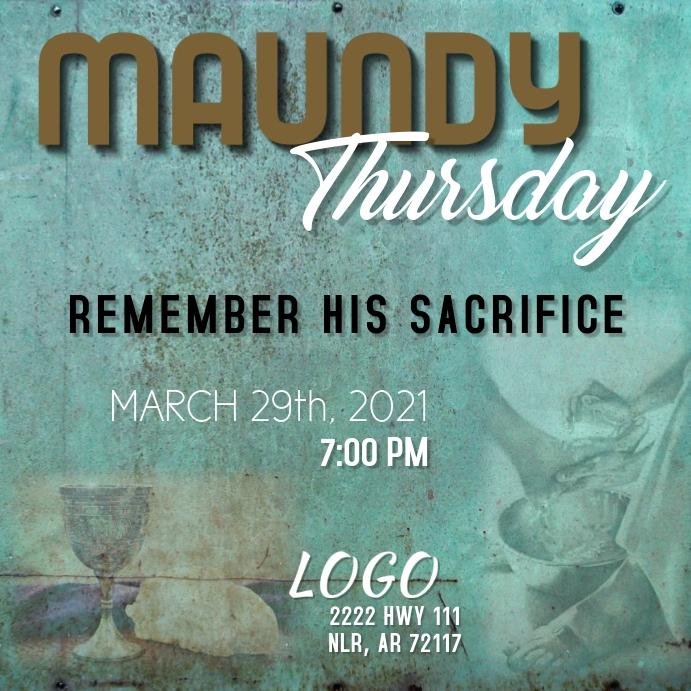 MAUNDY
Thursday
REMEMBER HIS SACRIFICE
MARCH 29th, 2021
7:00 PM
LOGO
2222 HWY 111
NLR, AR 72117